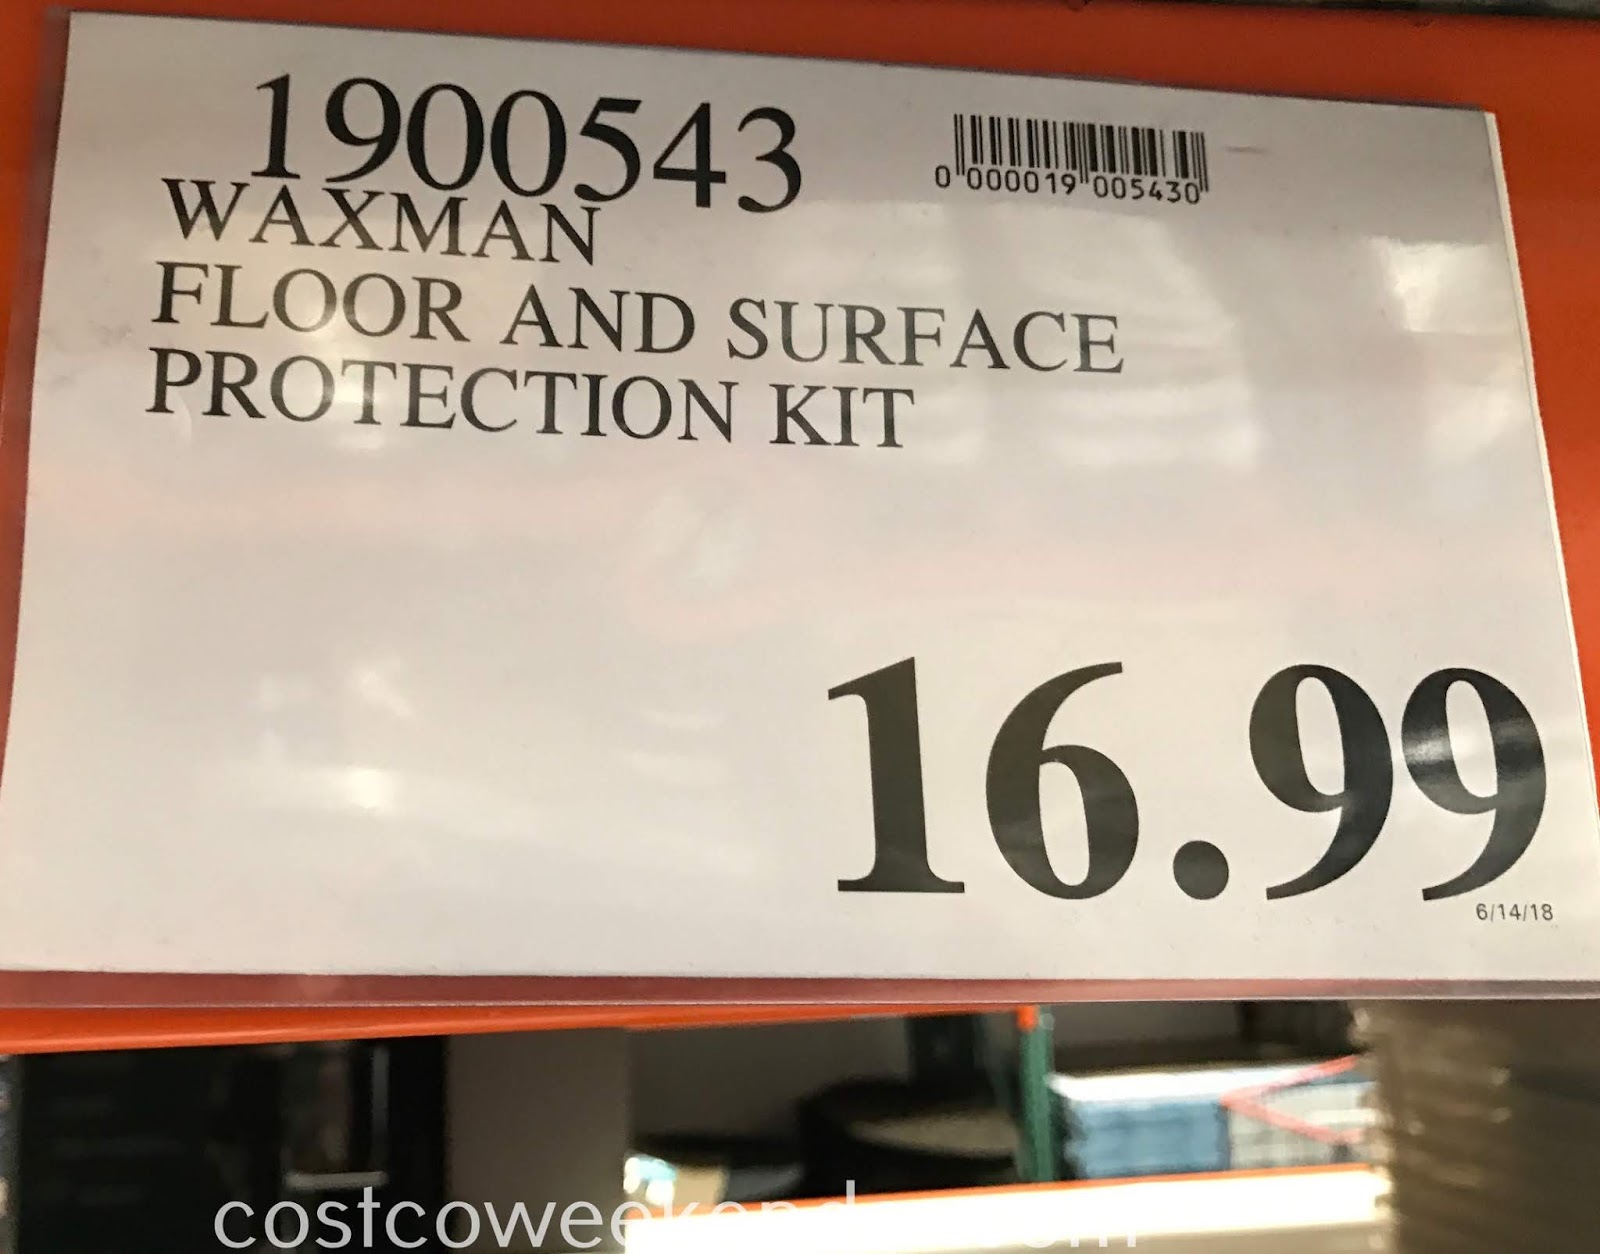 1900543
0 000019 005430
WAXMAN
FLOOR AND SURFACE
PROTECTION KIT
16.99
6/14/18